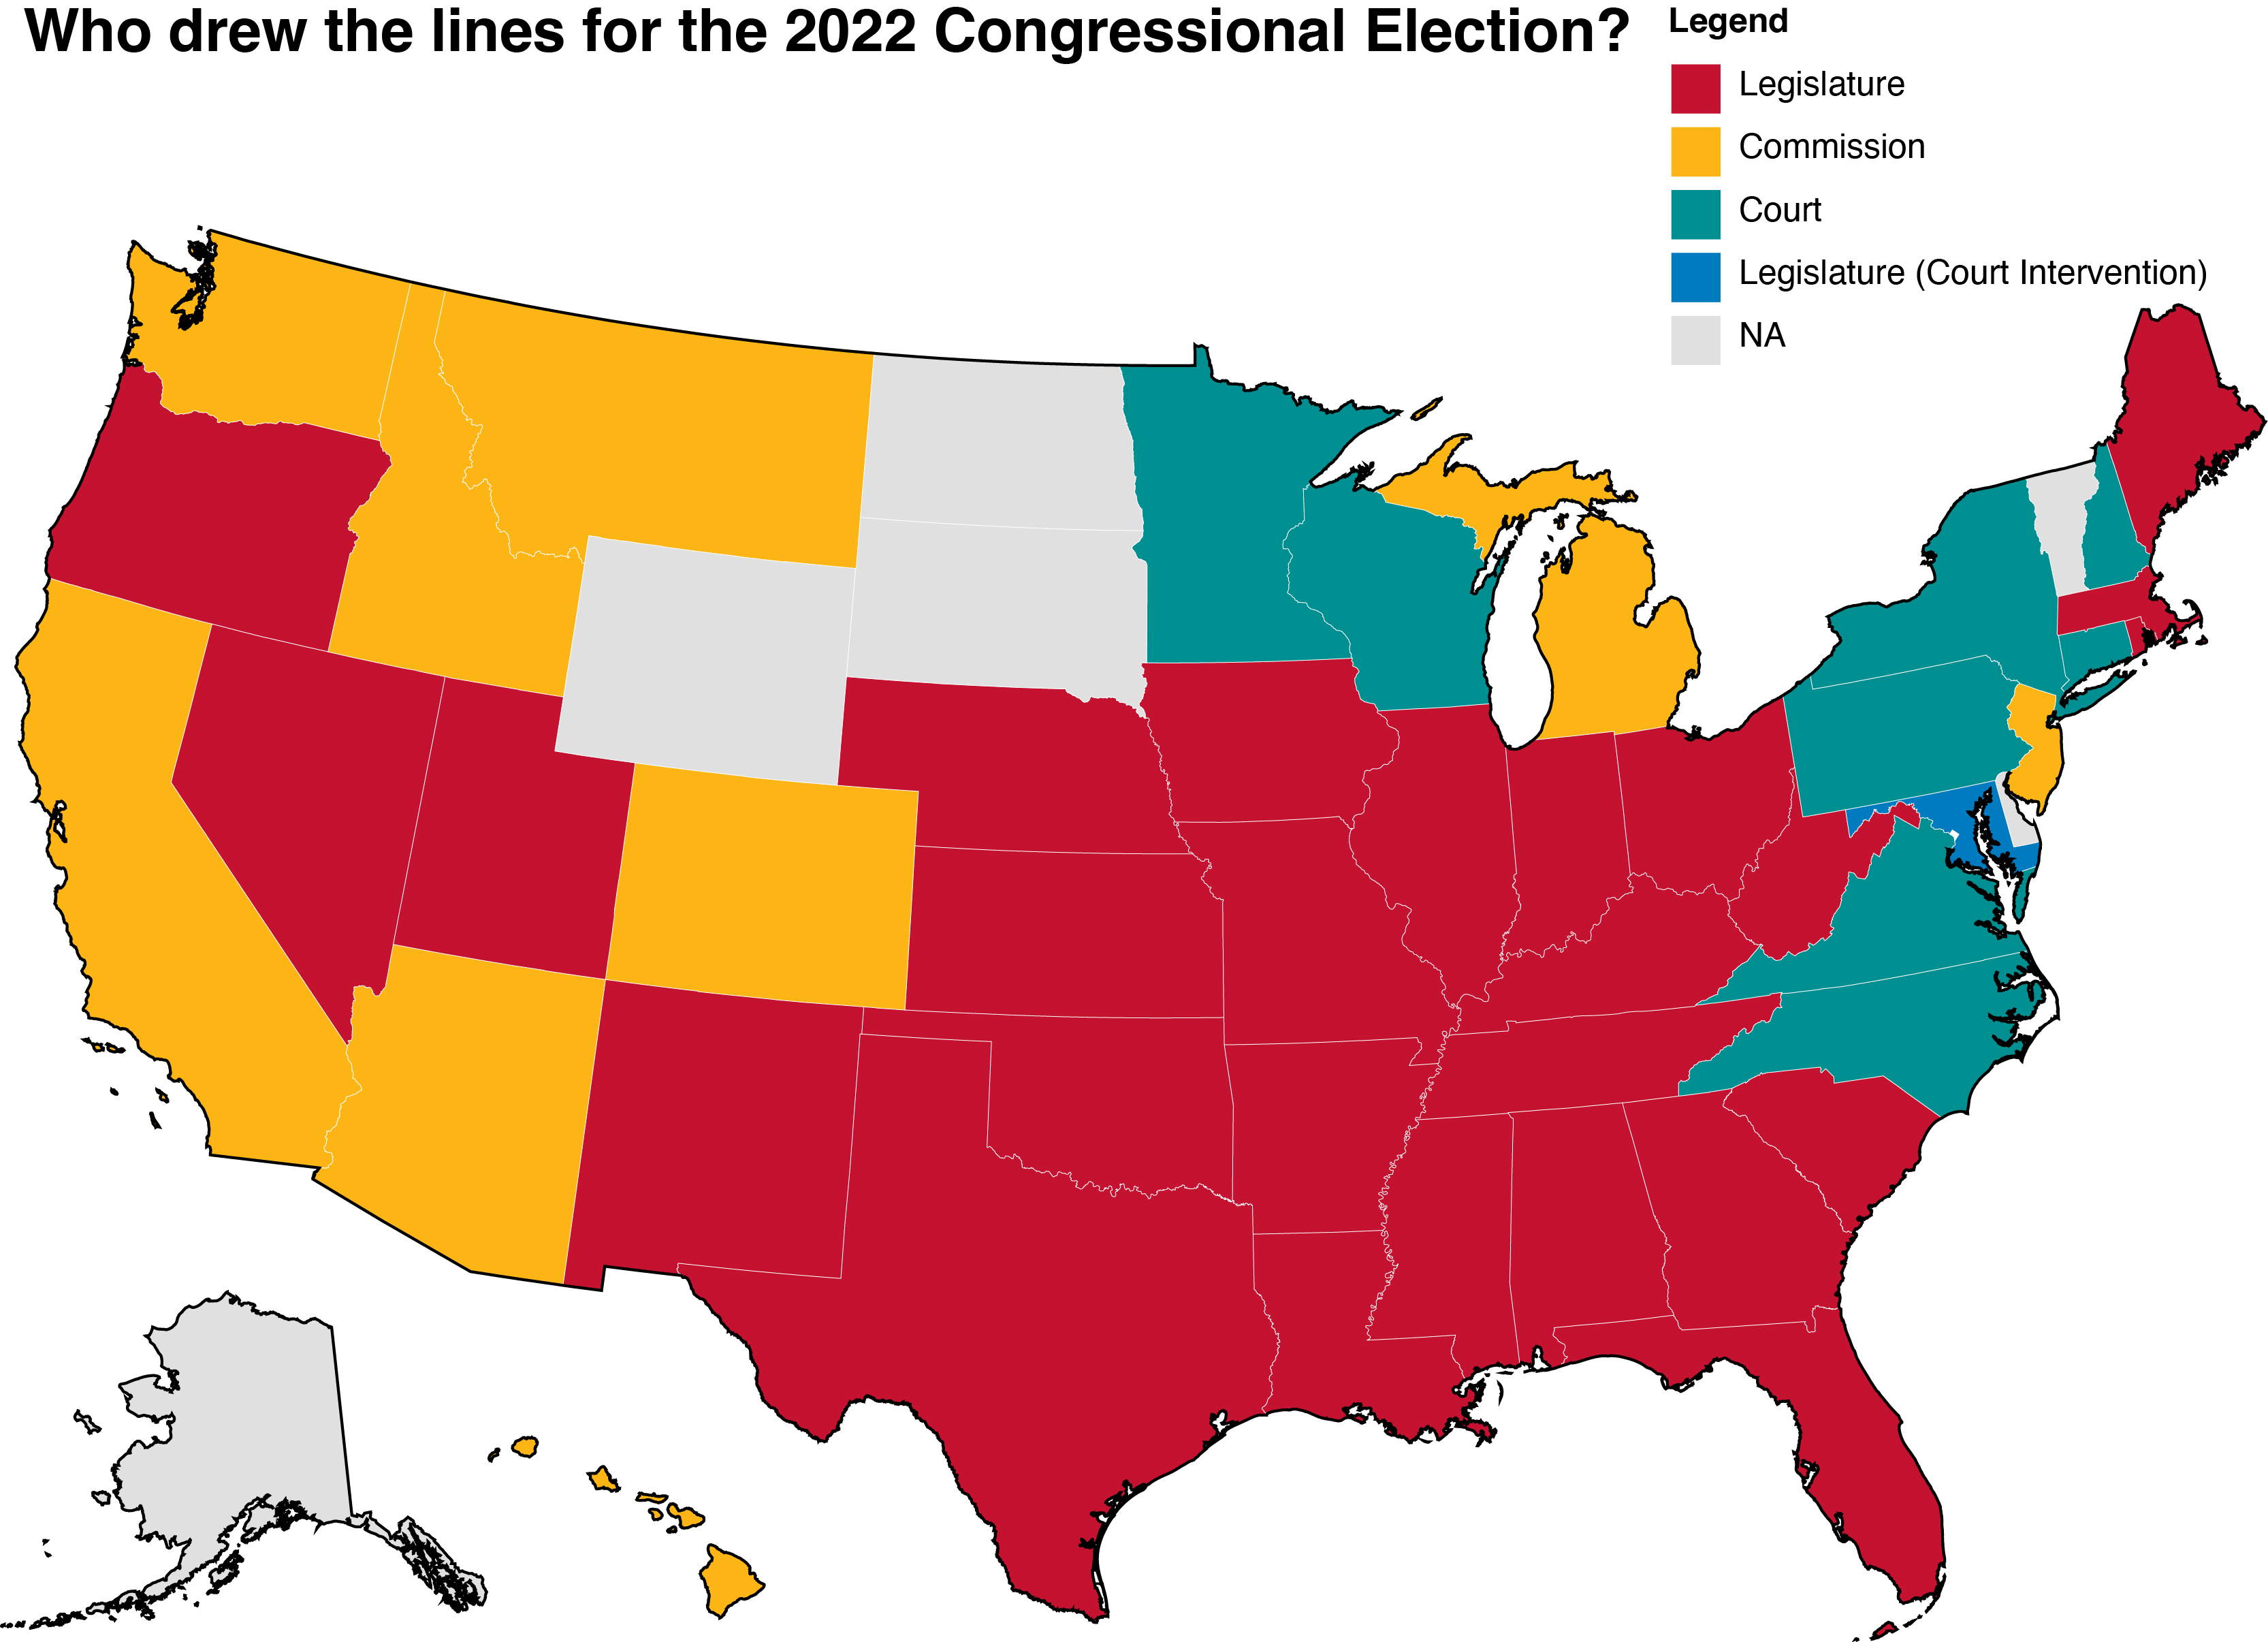 Who drew the lines for the 2022 Congressional Election?
Legend
Legislature
Commission
Court
Legislature (Court Intervention)
NA